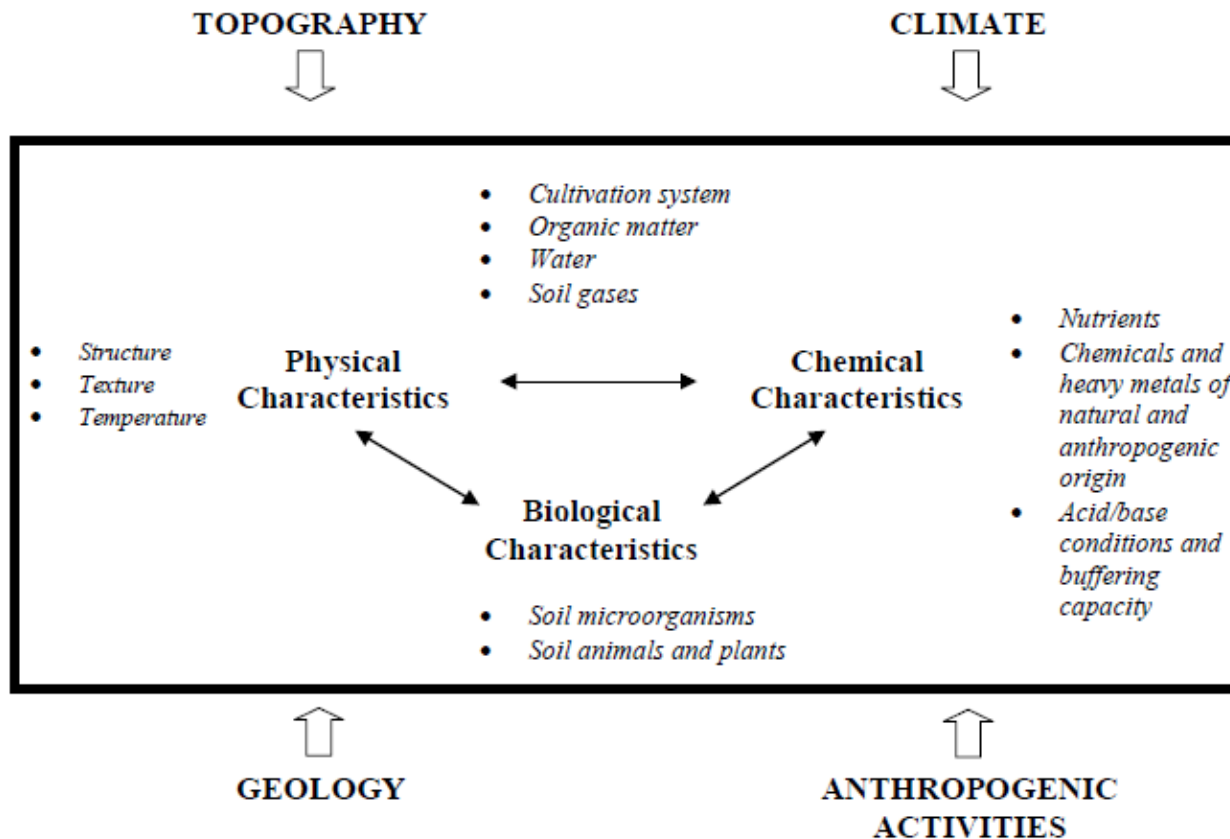 TOPOGRAPHY
CLIMATE
• Cultivation system
• Organic matter
• Water
• Soil gases
• Structure
• Texture
• Temperature
Physical
Characteristics
Chemical
Characteristics
• Nutrients
• Chemicals and
heavy metals of
natural and
anthropogenic
origin
• Acid/base
conditions and
buffering
capacity
Biological
Characteristics
• Soil microorganisms
• Soil animals and plants
GEOLOGY
ANTHROPOGENIC
ACTIVITIES